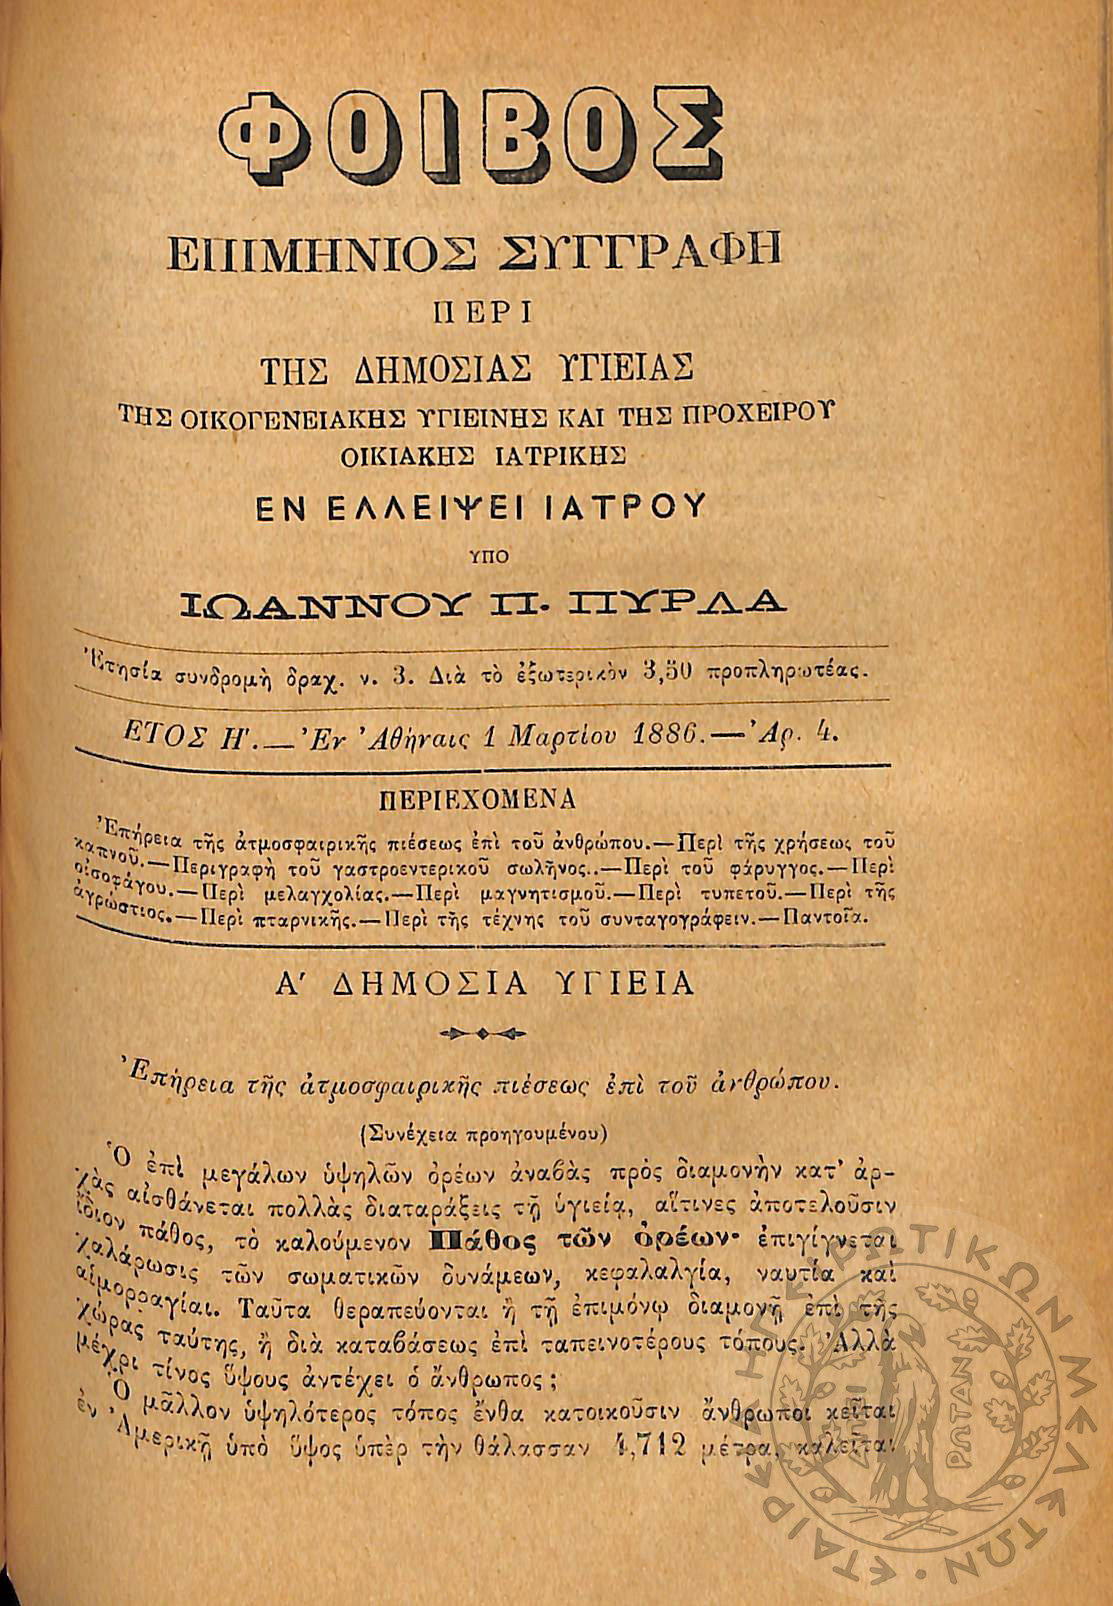 ΦΟΙΒΟΣ
ΕΠΙΜΗΝΙΟΣ ΣΥΓΓΡΑΦΗ
ΠΕΡΙ
ΤΗΣ ΔΗΜΟΣΙΑΣ ΥΓΙΕΙΑΣ
ΤΗΣ ΟΙΚΟΓΕΝΕΙΑΚΗΣ ΥΓΙΕΙΝΗΣ ΚΑΙ ΤΗΣ ΠΡΟΧΕΙΡΟΥ
ΟΙΚΙΑΚΗΣ ΙΑΤΡΙΚΗΣ
ΕΝ ΕΛΛΕΙΨΕΙ ΙΑΤΡΟΥ
ΥΠΟ
ΙΩΑΝΝΟΥ Π. ΠΥΡΛΑ
Ἐτησία συνδρομὴ δραχ. ν. 3. Διὰ τὸ ἐξωτερικὸν 3,50 προπληρωτέας.
ΕΤΟΣ Η'.—Ἐν Ἀθήναις 1 Μαρτίου 1886.—Ἀρ. 4.
ΠΕΡΙΕΧΟΜΕΝΑ
Ἐπήρεια τῆς ἀτμοσφαιρικῆς πιέσεως ἐπὶ τοῦ ἀνθρώπου.—Περὶ τῆς χρήσεως τοῦ
καπνοῦ.—Περιγραφὴ τοῦ γαστροεντερικοῦ σωλῆνος..—Περὶ τοῦ φάρυγγος.—Περὶ
οἰσοφάγου.—Περὶ μελαγχολίας.—Περὶ μαγνητισμοῦ.—Περὶ τυπετοῦ.—Περὶ τῆς
ἀγρώστιος.—Περὶ πταρνικῆς.—Περὶ τῆς τέχνης τοῦ συνταγογράφειν.—Παντοῖα.
Α' ΔΗΜΟΣΙΑ ΥΓΙΕΙΑ
Ἐπήρεια τῆς ἀτμοσφαιρικῆς πιέσεως ἐπὶ τοῦ ἀνθρώπου.
(Συνέχεια προηγουμένου)
Ὁ ἐπὶ μεγάλων ὑψηλῶν ὀρέων ἀναβὰς πρὸς διαμονὴν κατ' ἀρ-
χὰς αἰσθάνεται πολλὰς διαταράξεις τῇ ὑγιείᾳ, αἵτινες ἀποτελοῦσιν
ἴδιον πάθος, τὸ καλούμενον Πάθος τῶν ὀρέων· ἐπιγίγνεται
χαλάρωσις τῶν σωματικῶν δυνάμεων, κεφαλαλγία, ναυτία καὶ
αἱμορραγίαι. Ταῦτα θεραπεύονται ἢ τῇ ἐπιμόνῳ διαμονῇ ἐπὶ τῆς
χώρας ταύτης, ἢ διὰ καταβάσεως ἐπὶ ταπεινοτέρους τόπους. Ἀλλὰ
μέχρι τίνος ὕψους ἀντέχει ὁ ἄνθρωπος;
Ὁ μᾶλλον ὑψηλότερος τόπος ἔνθα κατοικοῦσιν ἄνθρωποι κεῖται
ἐν Ἀμερικῇ ὑπὸ ὕψος ὑπὲρ τὴν θάλασσαν 4,712 μέτρα, καλεῖται
ΕΤΑΙΡΕΙΑ ΗΠΕΙΡΩΤΙΚΩΝ ΜΕΛΕΤΩΝ
ΑΠΕΙ
ΡΩΤΑΝ